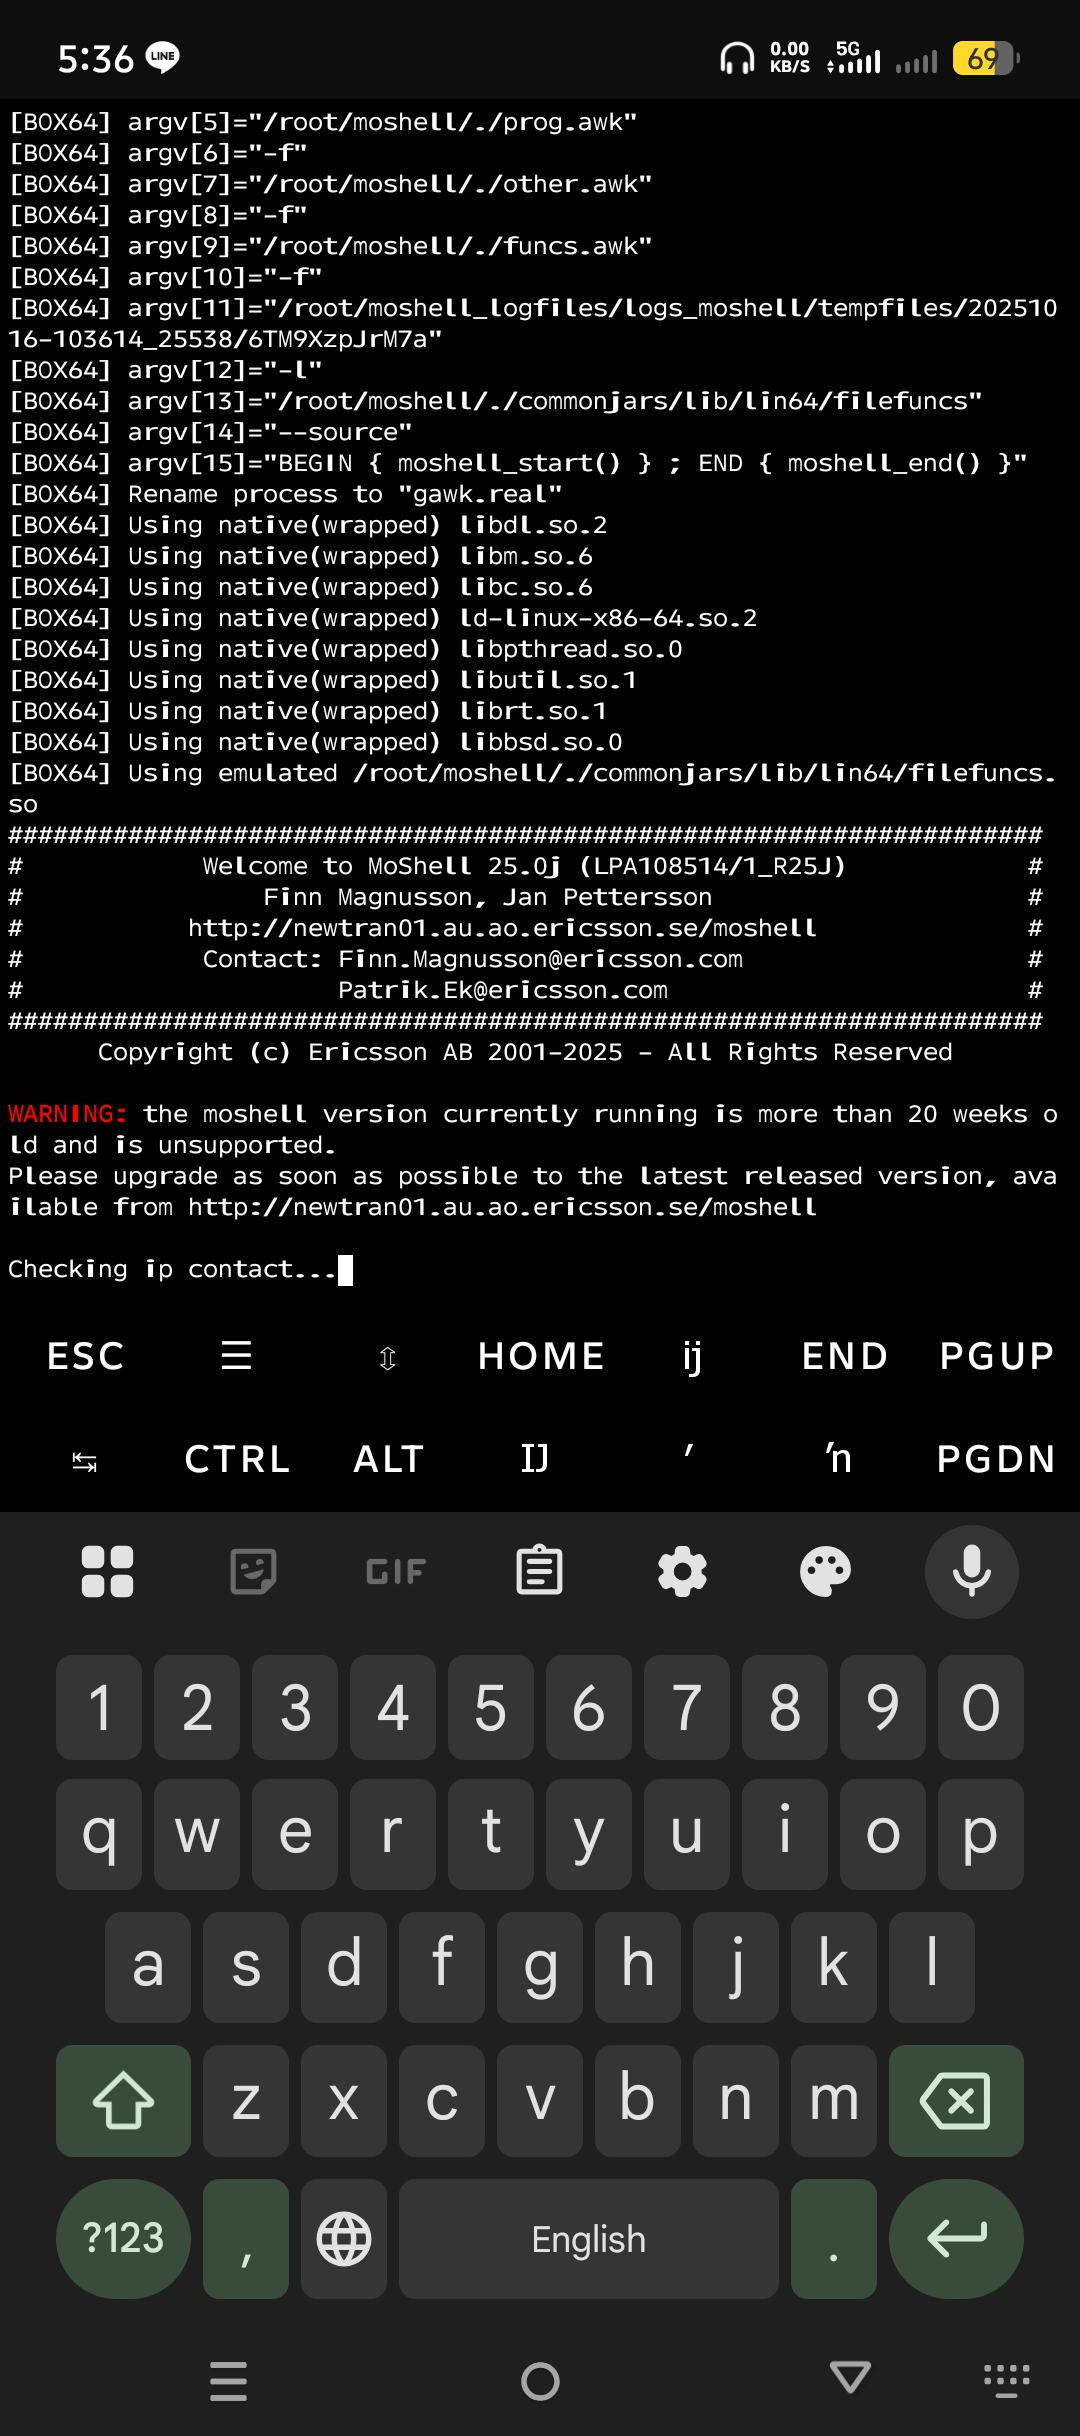 5:36 LINE 0.00 KB/S 5G 69
[BOX64] argv[5]="/root/moshell/./prog.awk"
[BOX64] argv[6]="-f"
[BOX64] argv[7]="/root/moshell/./other.awk"
[BOX64] argv[8]="-f"
[BOX64] argv[9]="/root/moshell/./funcs.awk"
[BOX64] argv[10]="-f"
[BOX64] argv[11]="/root/moshell_logfiles/logs_moshell/tempfiles/202510
16-103614_25538/6TM9XzpJrM7a"
[BOX64] argv[12]="-l"
[BOX64] argv[13]="/root/moshell/./commonjars/lib/lin64/filefuncs"
[BOX64] argv[14]="--source"
[BOX64] argv[15]="BEGIN { moshell_start() } ; END { moshell_end() }"
[BOX64] Rename process to "gawk.real"
[BOX64] Using native(wrapped) libdl.so.2
[BOX64] Using native(wrapped) libm.so.6
[BOX64] Using native(wrapped) libc.so.6
[BOX64] Using native(wrapped) ld-linux-x86-64.so.2
[BOX64] Using native(wrapped) libpthread.so.0
[BOX64] Using native(wrapped) libutil.so.1
[BOX64] Using native(wrapped) librt.so.1
[BOX64] Using native(wrapped) libbsd.so.0
[BOX64] Using emulated /root/moshell/./commonjars/lib/lin64/filefuncs.
so
#####################################################################
# Welcome to MoShell 25.0j (LPA108514/1_R25J) #
# Finn Magnusson, Jan Pettersson #
# http://newtran01.au.ao.ericsson.se/moshell #
# Contact: Finn.Magnusson@ericsson.com #
# Patrik.Ek@ericsson.com #
#####################################################################
Copyright (c) Ericsson AB 2001-2025 - All Rights Reserved
WARNING: the moshell version currently running is more than 20 weeks o
ld and is unsupported.
Please upgrade as soon as possible to the latest released version, ava
ilable from http://newtran01.au.ao.ericsson.se/moshell
Checking ip contact...
ESC ☰ ⇳ HOME ĳ END PGUP
↹ CTRL ALT Ĳ ′ ŉ PGDN
GIF
1 2 3 4 5 6 7 8 9 0
q w e r t y u i o p
a s d f g h j k l
z x c v b n m
?123 , English .